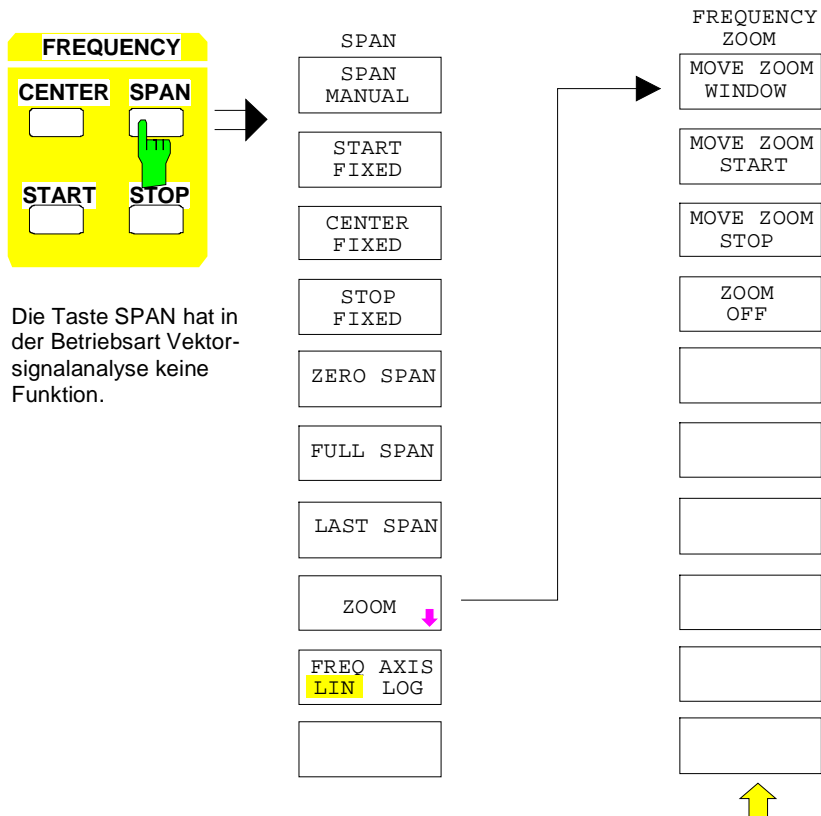 FREQUENCY
CENTER SPAN
START STOP
Die Taste SPAN hat in
der Betriebsart Vektor-
signalanalyse keine
Funktion.
SPAN
SPAN
MANUAL
START
FIXED
CENTER
FIXED
STOP
FIXED
ZERO SPAN
FULL SPAN
LAST SPAN
ZOOM
FREQ AXIS
LIN LOG
FREQUENCY
ZOOM
MOVE ZOOM
WINDOW
MOVE ZOOM
START
MOVE ZOOM
STOP
ZOOM
OFF